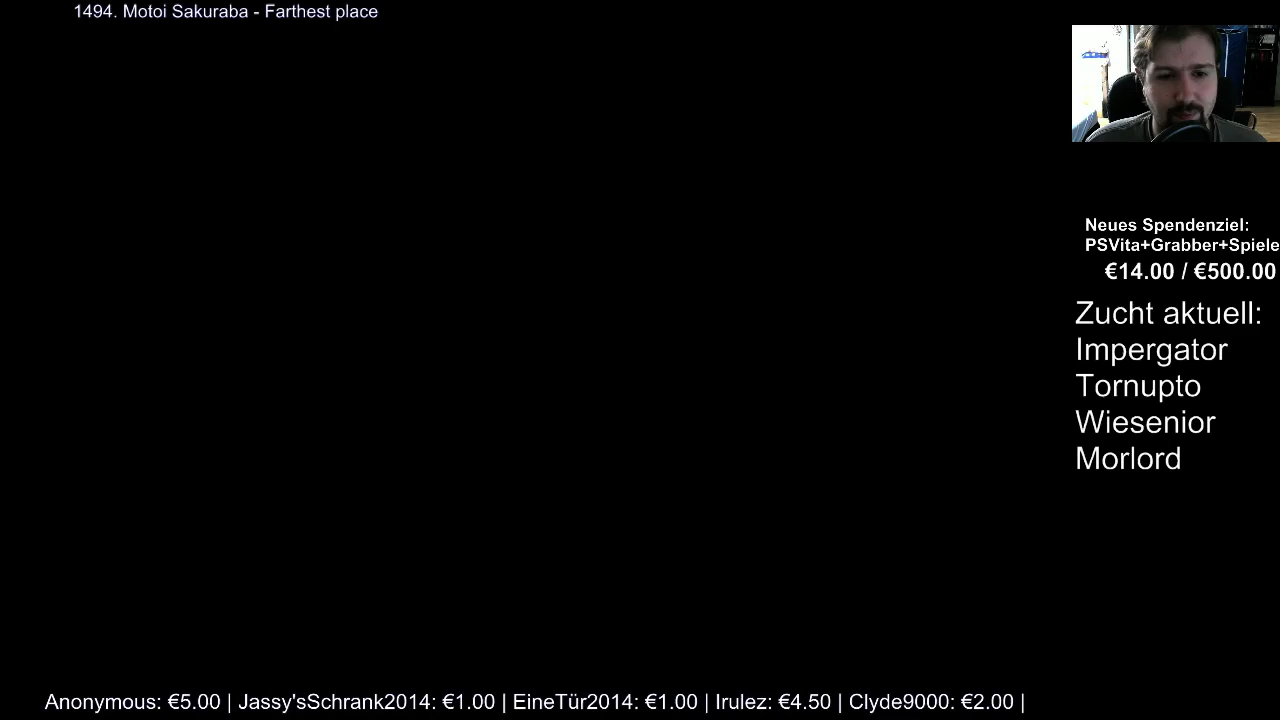 1494. Motoi Sakuraba - Farthest place
Neues Spendenziel:
PSVita+Grabber+Spiele
€14.00 / €500.00
Zucht aktuell:
Impergator
Tornupto
Wiesenior
Morlord
Anonymous: €5.00 | Jassy'sSchrank2014: €1.00 | EineTür2014: €1.00 | Irulez: €4.50 | Clyde9000: €2.00 |